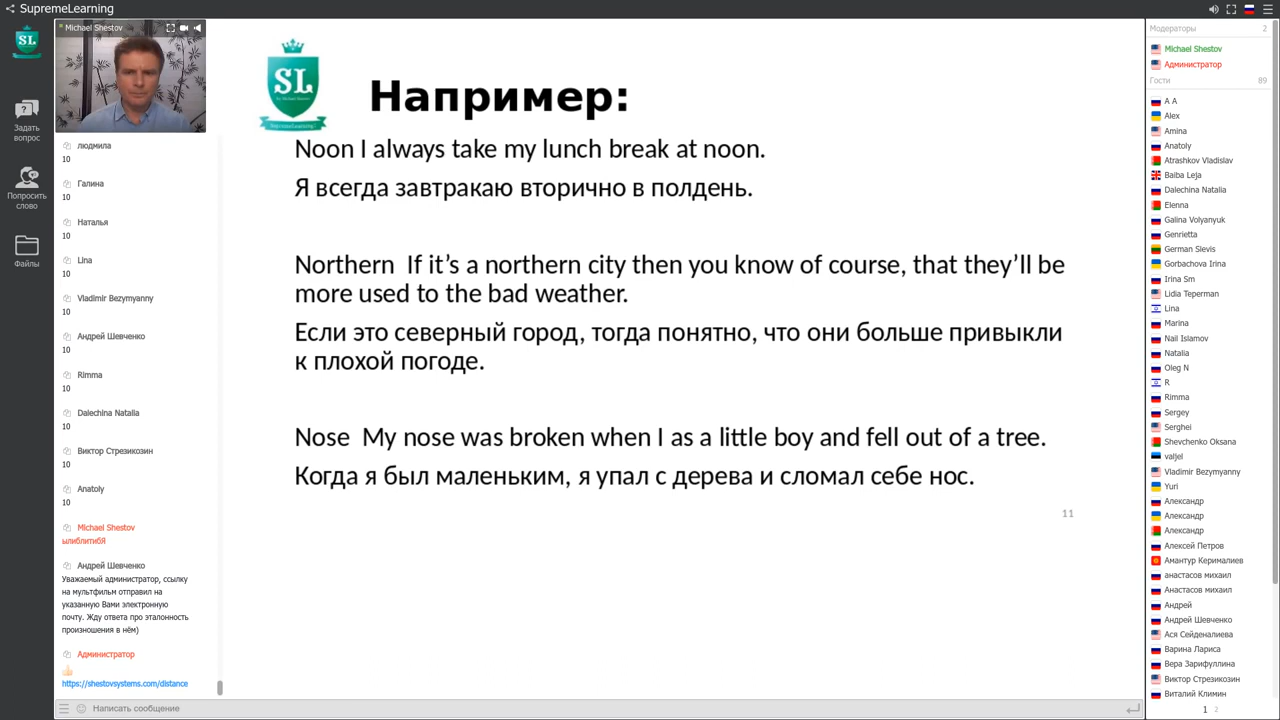 Shestov Sergey
Michael Shestov
Задать
вопрос
Попросить
слово
Файлы
людмила
10
Галина
10
Наталья
10
Lina
10
Vladimir Bezymyanny
10
Андрей Шевченко
10
Rimma
10
Dalechina Natalia
10
Виктор Стрезикозин
10
Anatoly
10
Michael Shestov
ылиблитибЯ
Андрей Шевченко
Уважаемый администратор, ссылку
на мультфильм отправил на
указанную Вами электронную
почту. Жду ответа про эталонность
произношения в нём)
Администратор
https://shestovsystems.com/distance
Написать сообщение
SL
Например:
Noon I always take my lunch break at noon.
Я всегда завтракаю вторично в полдень.
Northern If it’s a northern city then you know of course, that they’ll be
more used to the bad weather.
Если это северный город, тогда понятно, что они больше привыкли
к плохой погоде.
Nose My nose was broken when I as a little boy and fell out of a tree.
Когда я был маленьким, я упал с дерева и сломал себе нос.
11
Модераторы 2
Michael Shestov
Администратор
Гости 89
A A
Alex
Amina
Anatoly
Atrashkov Vladislav
Baiba Leja
Dalechina Natalia
Elenna
Galina Volyanyuk
Genrietta
German Slevis
Gorbachova Irina
Irina Sm
Lidia Teperman
Lina
Marina
Nail Islamov
Natalia
Oleg N
R
Rimma
Sergey
Serghei
Shevchenko Oksana
valjel
Vladimir Bezymyanny
Yuri
Александр
Александр
Александр
Алексей Петров
Амантур Керималиев
анастасов михаил
Анастасов михаил
Андрей
Андрей Шевченко
Ася Сейденалиева
Варина Лариса
Вера Зарифуллина
Виктор Стрезикозин
Виталий Климин
1 2